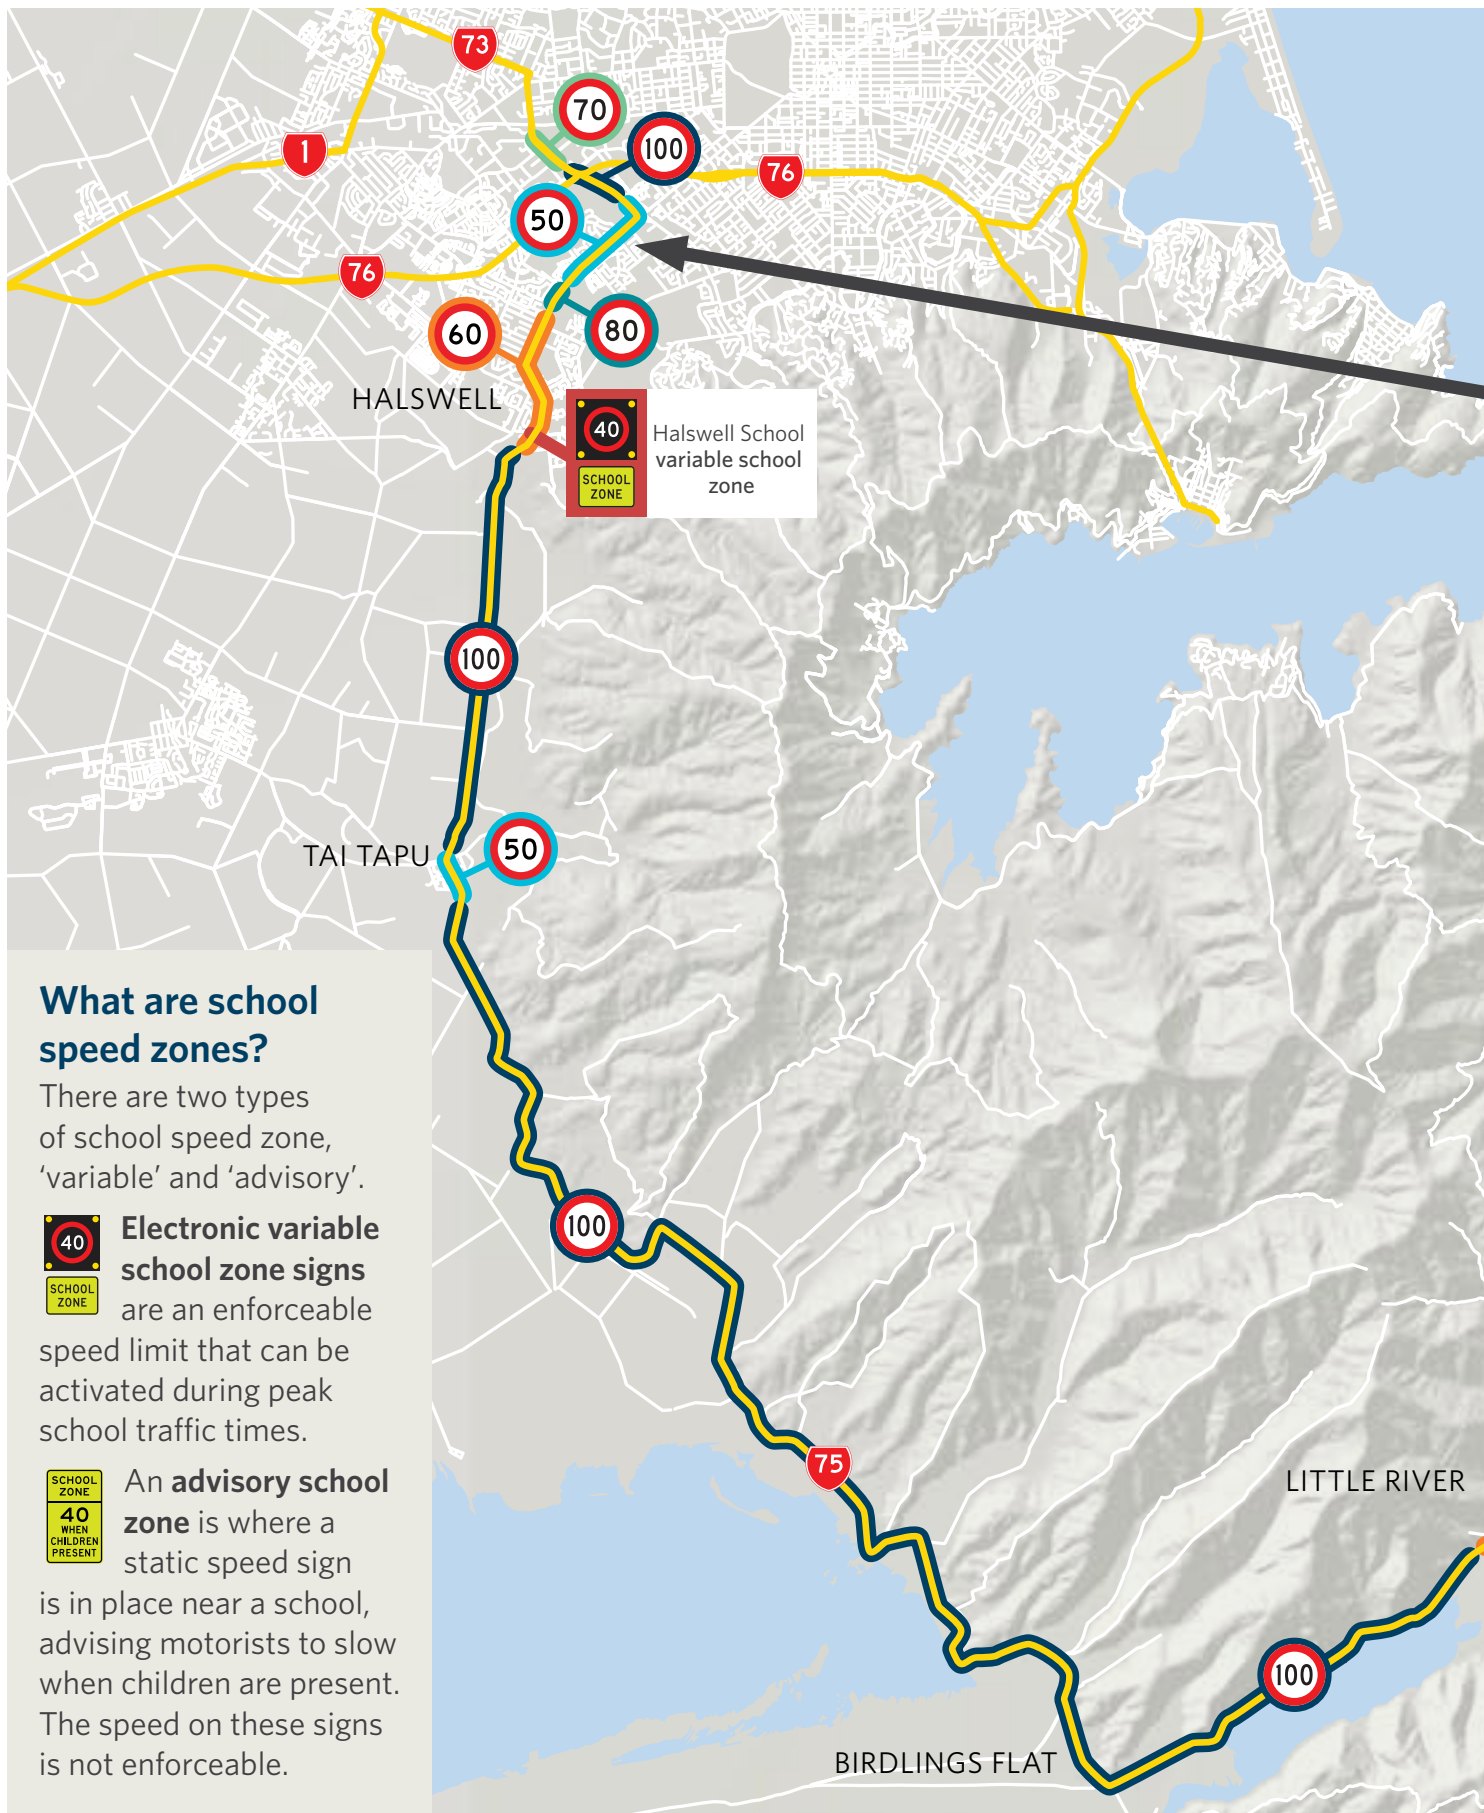 73
70
1
100
76
50
76
60
80
HALSWELL
40
SCHOOL
ZONE
Halswell School
variable school
zone
100
TAI TAPU
50
What are school
speed zones?
There are two types
of school speed zone,
‘variable’ and ‘advisory’.
40
SCHOOL
ZONE
Electronic variable
school zone signs
are an enforceable
speed limit that can be
activated during peak
school traffic times.
SCHOOL
ZONE
40
WHEN
CHILDREN
PRESENT
An advisory school
zone is where a
static speed sign
is in place near a school,
advising motorists to slow
when children are present.
The speed on these signs
is not enforceable.
100
75
LITTLE RIVER
100
BIRDLINGS FLAT